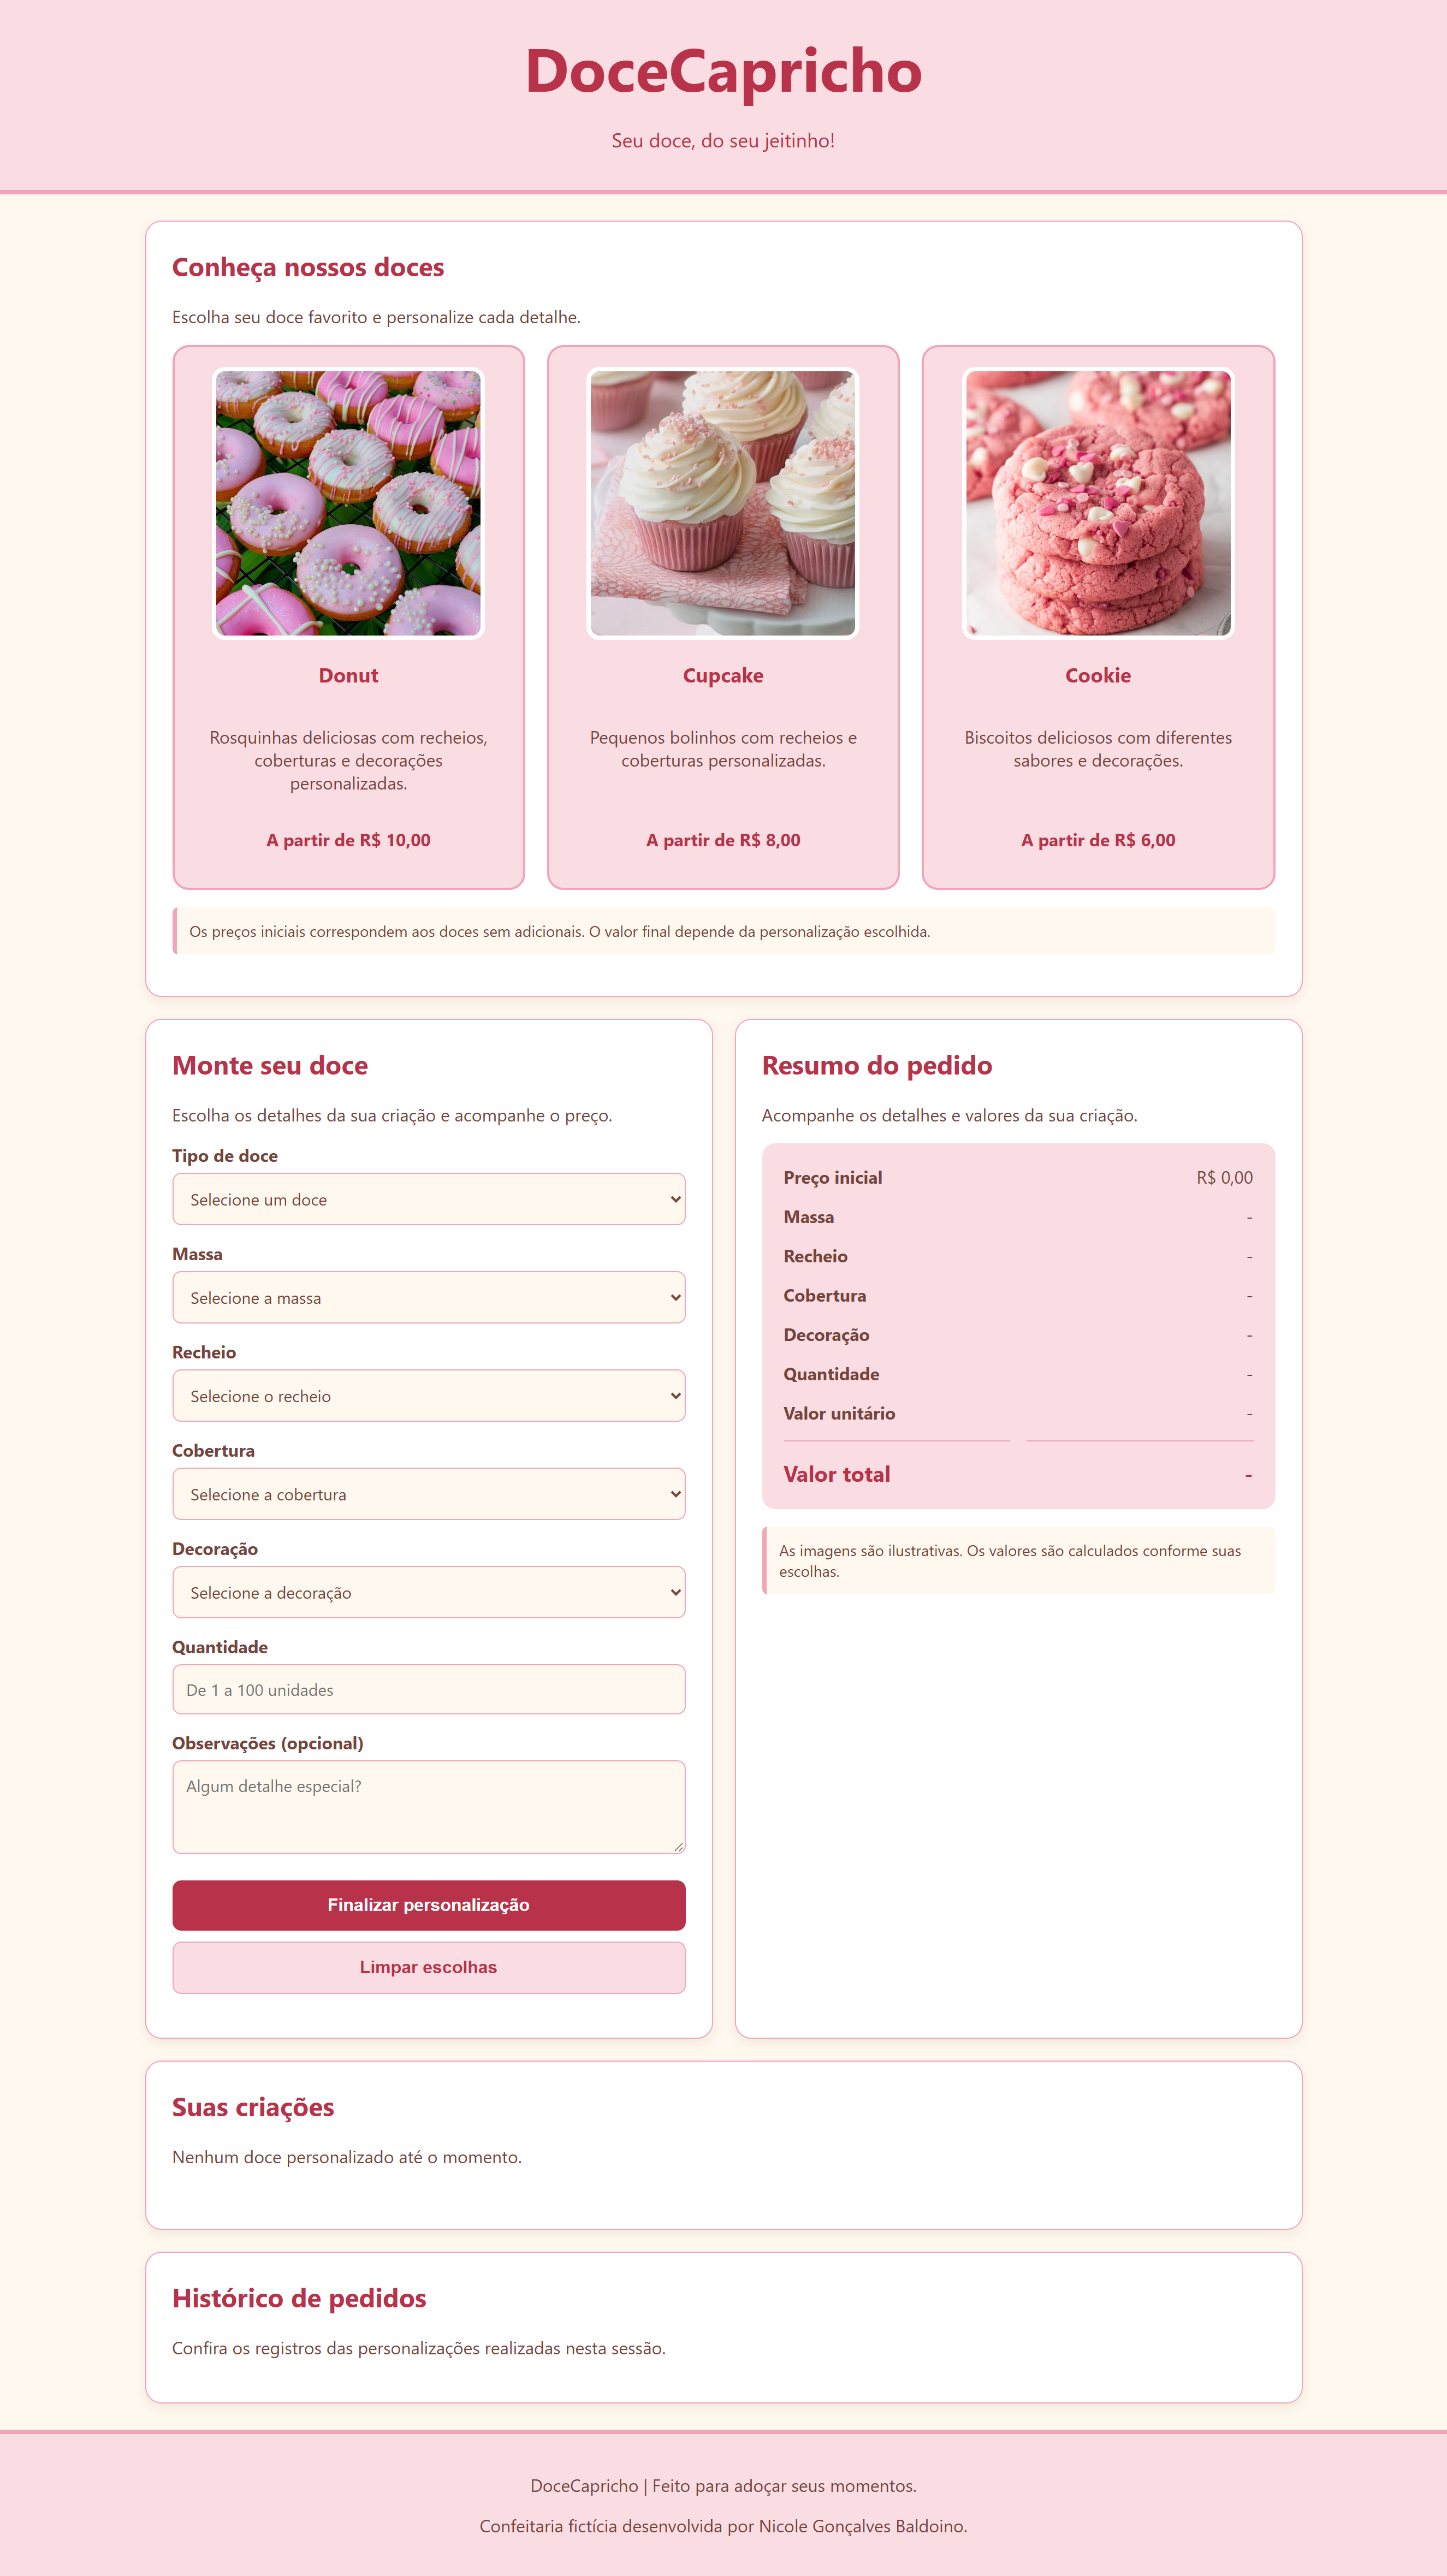 DoceCapricho
Seu doce, do seu jeitinho!
Conheça nossos doces
Escolha seu doce favorito e personalize cada detalhe.
Donut
Rosquinhas deliciosas com recheios,
coberturas e decorações
personalizadas.
A partir de R$ 10,00
Cupcake
Pequenos bolinhos com recheios e
coberturas personalizadas.
A partir de R$ 8,00
Cookie
Biscoitos deliciosos com diferentes
sabores e decorações.
A partir de R$ 6,00
Os preços iniciais correspondem aos doces sem adicionais. O valor final depende da personalização escolhida.
Monte seu doce
Escolha os detalhes da sua criação e acompanhe o preço.
Tipo de doce
Selecione um doce
Massa
Selecione a massa
Recheio
Selecione o recheio
Cobertura
Selecione a cobertura
Decoração
Selecione a decoração
Quantidade
De 1 a 100 unidades
Observações (opcional)
Algum detalhe especial?
Finalizar personalização
Limpar escolhas
Resumo do pedido
Acompanhe os detalhes e valores da sua criação.
Preço inicial R$ 0,00
Massa -
Recheio -
Cobertura -
Decoração -
Quantidade -
Valor unitário -
Valor total -
As imagens são ilustrativas. Os valores são calculados conforme suas
escolhas.
Suas criações
Nenhum doce personalizado até o momento.
Histórico de pedidos
Confira os registros das personalizações realizadas nesta sessão.
DoceCapricho | Feito para adoçar seus momentos.
Confeitaria fictícia desenvolvida por Nicole Gonçalves Baldoino.